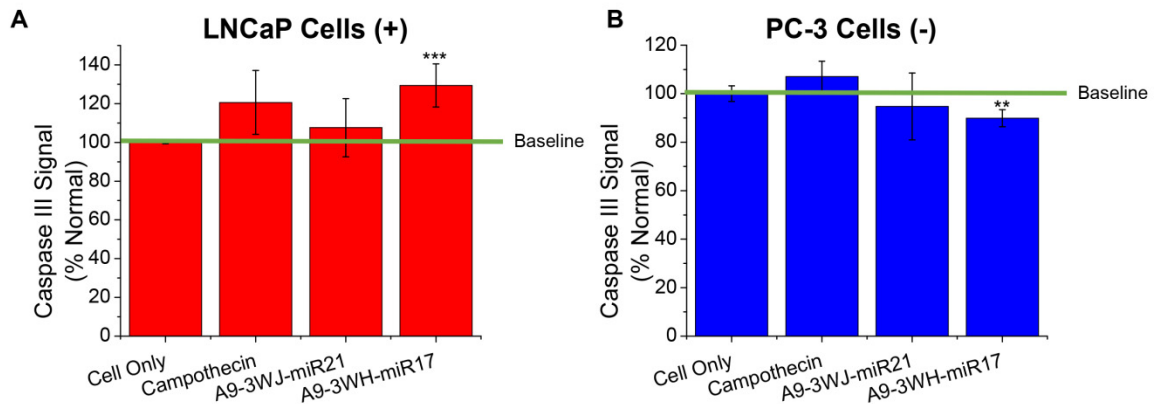 A
LNCaP Cells (+)
Caspase III Signal
(% Normal)
140
120
100
80
60
40
20
0
***
Baseline
Cell Only
Campothecin
A9-3WJ-miR21
A9-3WH-miR17
B
PC-3 Cells (-)
Caspase III Signal
(% Normal)
120
100
80
60
40
20
0
**
Baseline
Cell Only
Campothecin
A9-3WJ-miR21
A9-3WH-miR17